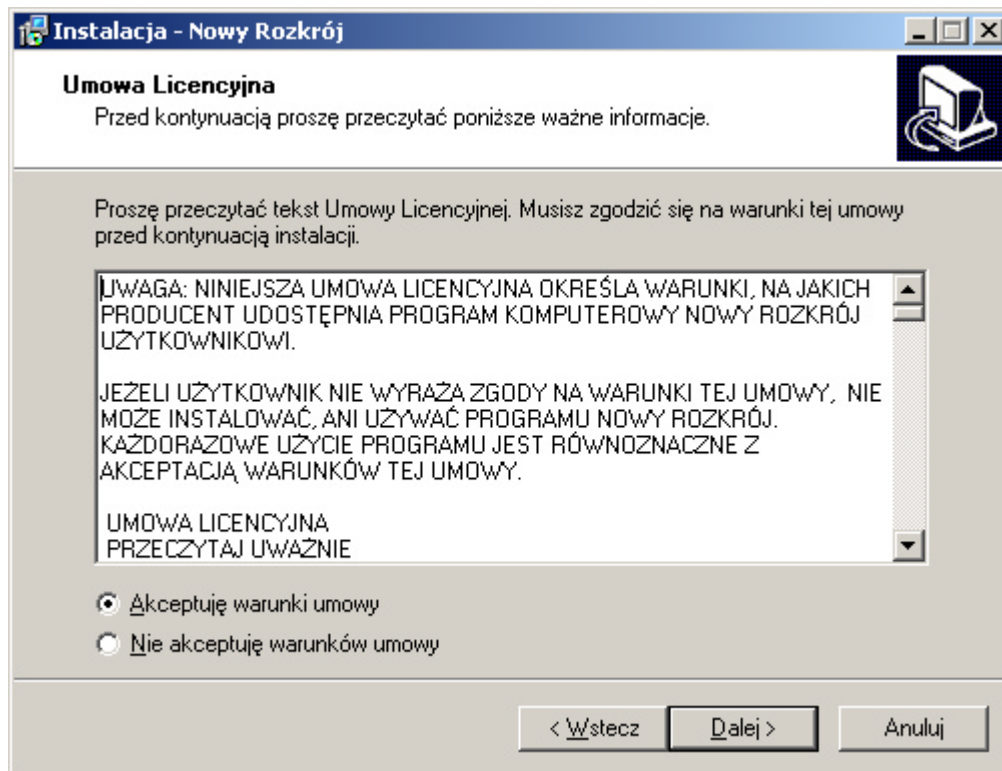 Instalacja - Nowy Rozkrój
Umowa Licencyjna
Przed kontynuacją proszę przeczytać poniższe ważne informacje.
Proszę przeczytać tekst Umowy Licencyjnej. Musisz zgodzić się na warunki tej umowy
przed kontynuacją instalacji.
UWAGA: NINIEJSZA UMOWA LICENCYJNA OKREŚLA WARUNKI, NA JAKICH
PRODUCENT UDOSTĘPNIA PROGRAM KOMPUTEROWY NOWY ROZKRÓJ
UŻYTKOWNIKOWI.
JEŻELI UŻYTKOWNIK NIE WYRAŻA ZGODY NA WARUNKI TEJ UMOWY,  NIE
MOŻE INSTALOWAĆ, ANI UŻYWAĆ PROGRAMU NOWY ROZKRÓJ.
KAŻDORAZOWE UŻYCIE PROGRAMU JEST RÓWNOZNACZNE Z
AKCEPTACJĄ WARUNKÓW TEJ UMOWY.
UMOWA LICENCYJNA
PRZECZYTAJ UWAŻNIE
Akceptuję warunki umowy
Nie akceptuję warunków umowy
< Wstecz
Dalej >
Anuluj